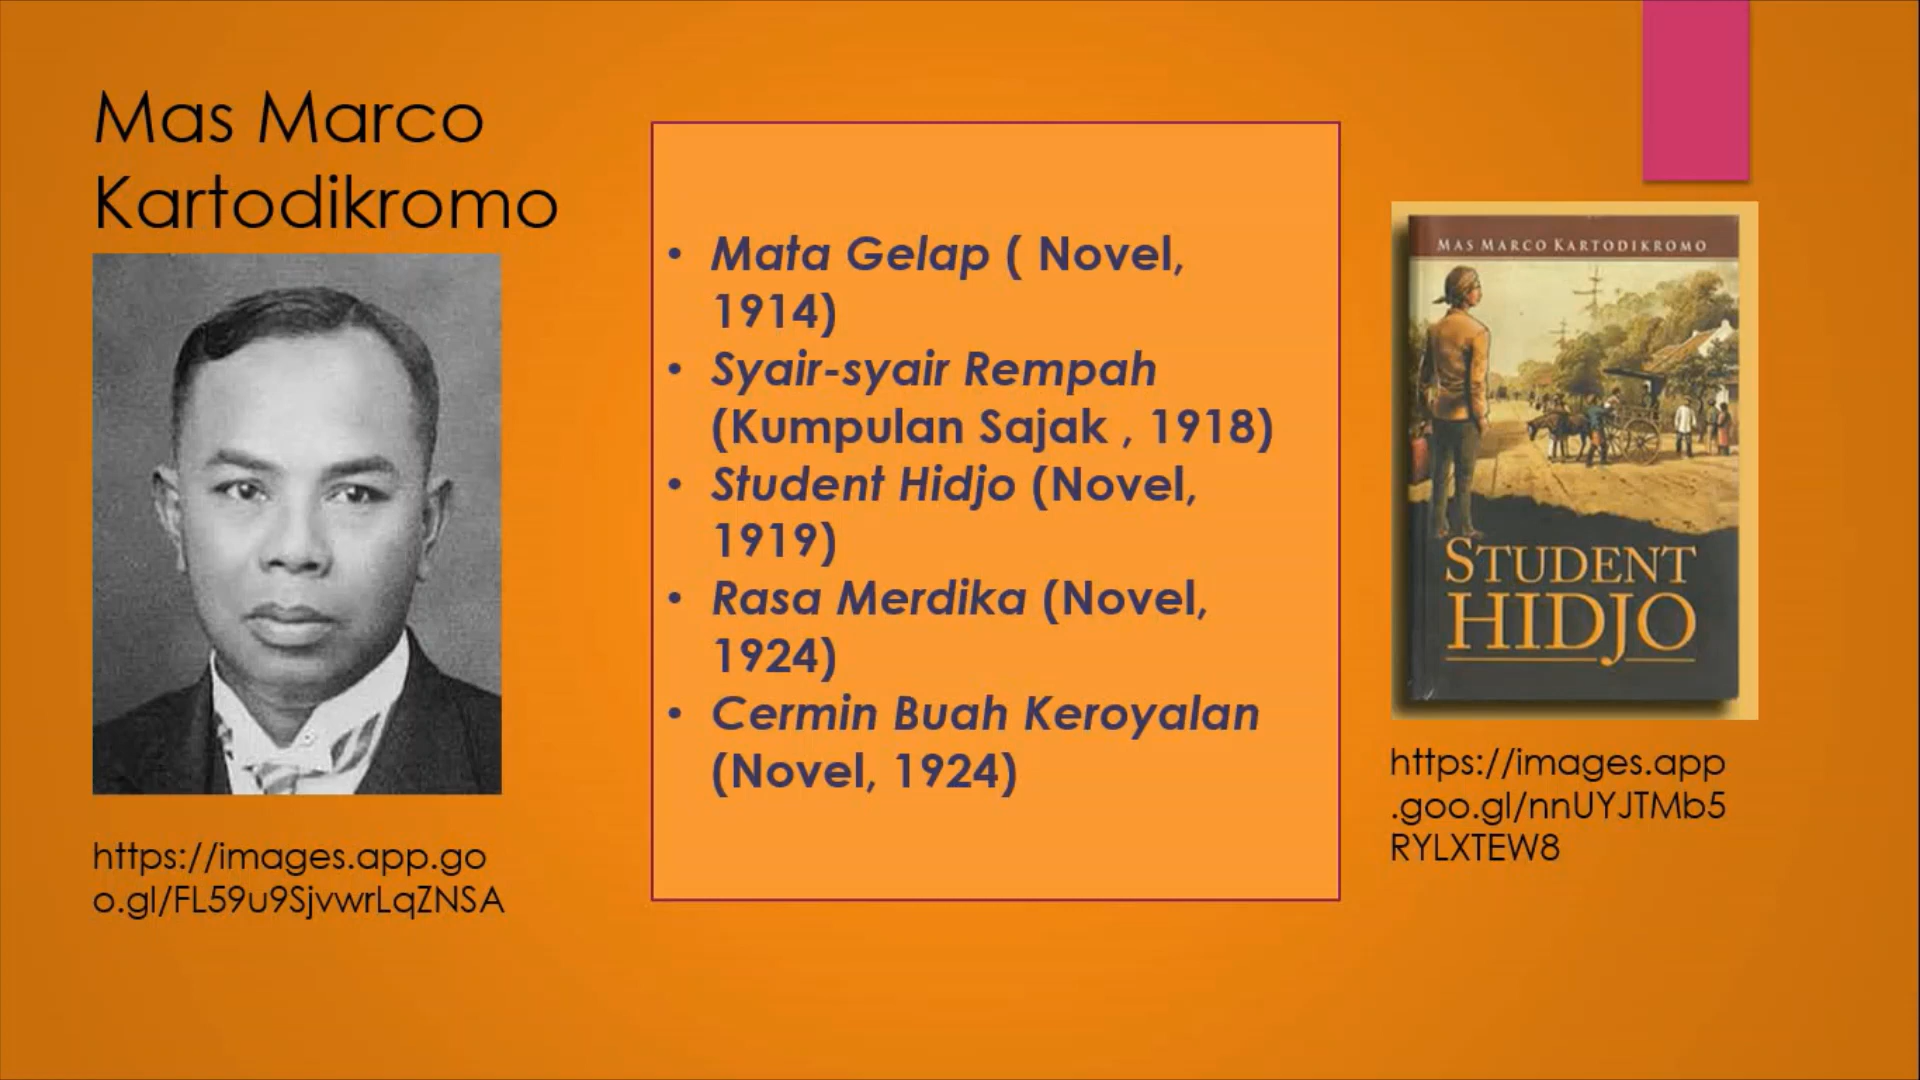 Mas Marco
Kartodikromo
https://images.app.go
o.gl/FL59u9SjvwrLqZNSA
• Mata Gelap ( Novel,
1914)
• Syair-syair Rempah
(Kumpulan Sajak , 1918)
• Student Hidjo (Novel,
1919)
• Rasa Merdika (Novel,
1924)
• Cermin Buah Keroyalan
(Novel, 1924)
MAS MARCO KARTODIKROMO
STUDENT
HIDJO
https://images.app
.goo.gl/nnUYJTMb5
RYLXTEW8